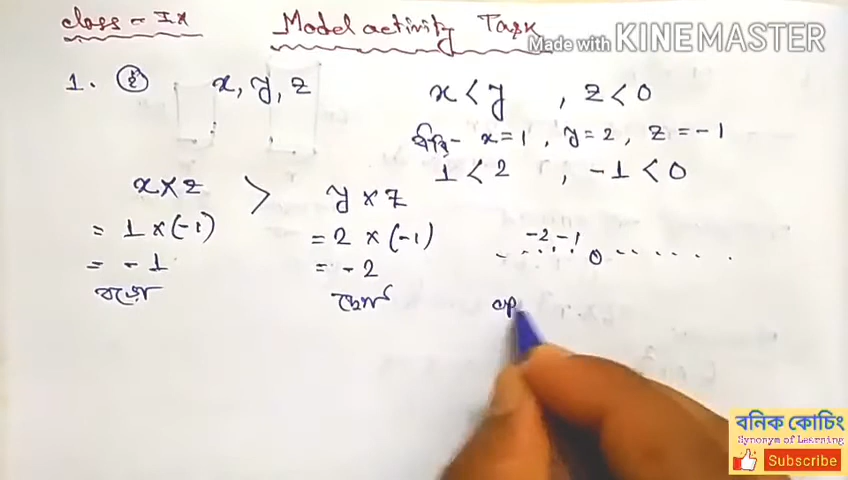 class - IX Model activity Task
Made with KINEMASTER
1. x, y, z x < y , z < 0
ধরি- x = 1 , y = 2 , z = -1
1 < 2 , -1 < 0
x × z > y × z
= 1 × (-1) = 2 × (-1)
-2 -1 0
= -1 = -2
বড়ো ছোট
op
বনিক কোচিং
Synonym of Learning
Subscribe